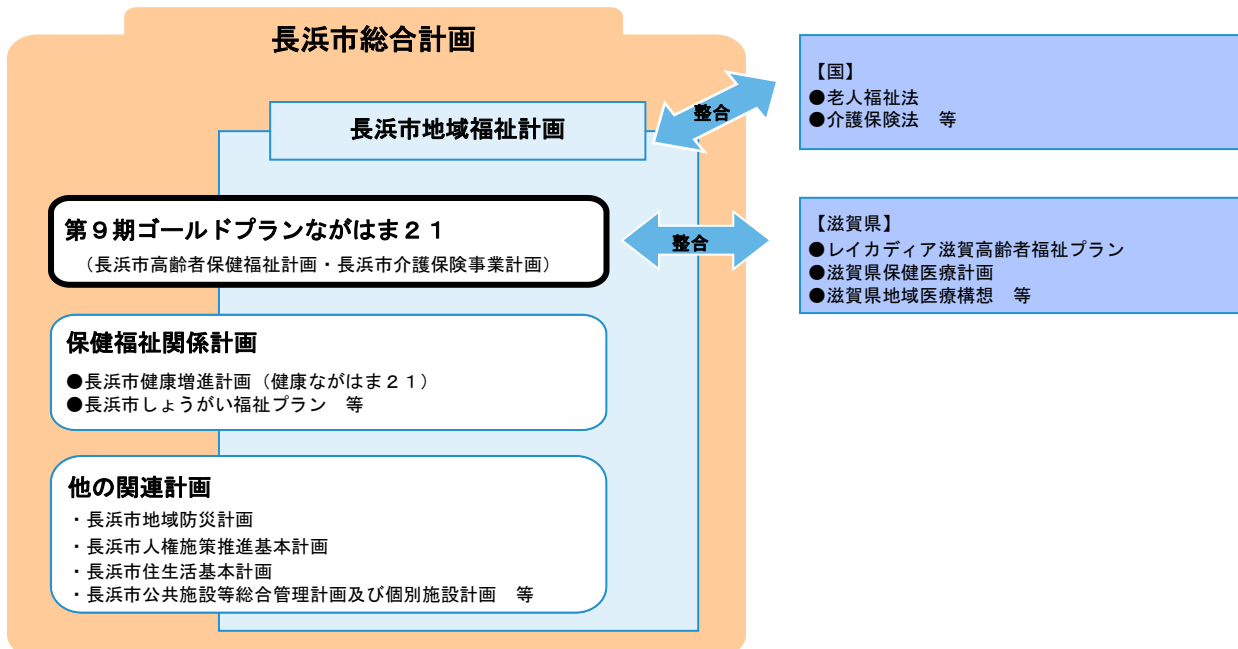 長浜市総合計画
長浜市地域福祉計画
第９期ゴールドプランながはま２１
（長浜市高齢者保健福祉計画・長浜市介護保険事業計画）
保健福祉関係計画
●長浜市健康増進計画（健康ながはま２１）
●長浜市しょうがい福祉プラン　等
他の関連計画
・長浜市地域防災計画
・長浜市人権施策推進基本計画
・長浜市住生活基本計画
・長浜市公共施設等総合管理計画及び個別施設計画　等
整合
【国】
●老人福祉法
●介護保険法　等
整合
【滋賀県】
●レイカディア滋賀高齢者福祉プラン
●滋賀県保健医療計画
●滋賀県地域医療構想　等